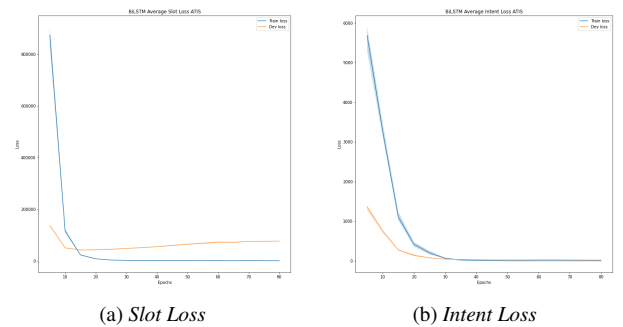 BiLSTM Average Slot Loss ATIS
Train loss
Dev loss
800000
600000
400000
200000
0
Loss
10 20 30 40 50 60 70 80
Epochs
(a) Slot Loss
BiLSTM Average Intent Loss ATIS
Train loss
Dev loss
6000
5000
4000
3000
2000
1000
0
Loss
10 20 30 40 50 60 70 80
Epochs
(b) Intent Loss